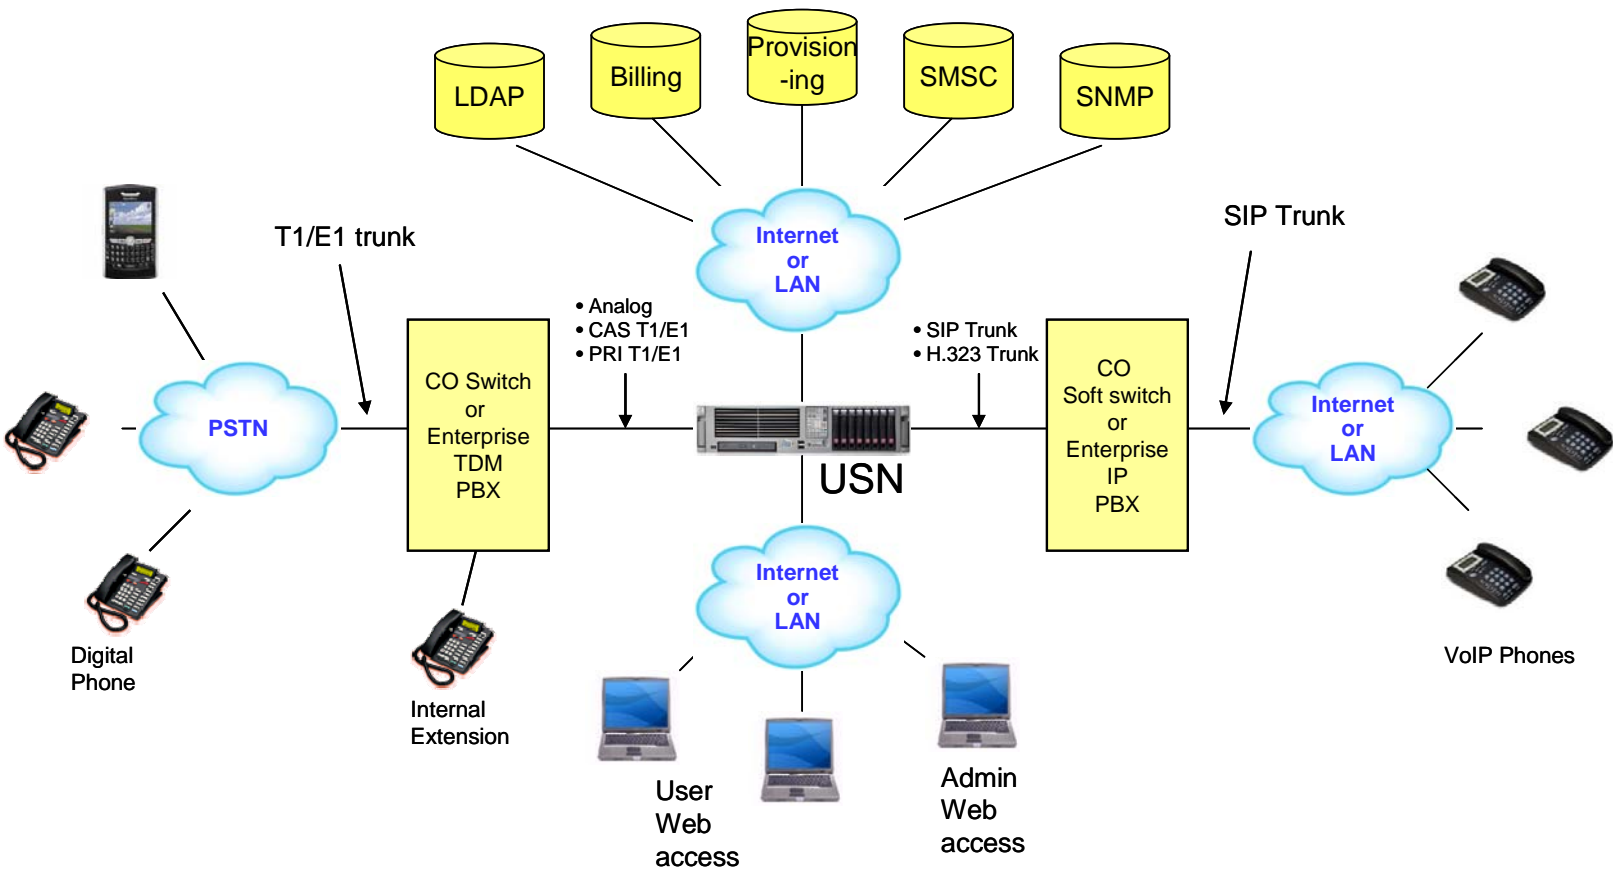 LDAP
Billing
Provision
-ing
SMSC
SNMP
T1/E1 trunk
SIP Trunk
Internet
or
LAN
• Analog
• CAS T1/E1
• PRI T1/E1
• SIP Trunk
• H.323 Trunk
PSTN
CO Switch
or
Enterprise
TDM
PBX
USN
CO
Soft switch
or
Enterprise
IP
PBX
Internet
or
LAN
Internet
or
LAN
Digital
Phone
Internal
Extension
VoIP Phones
User
Web
access
Admin
Web
access